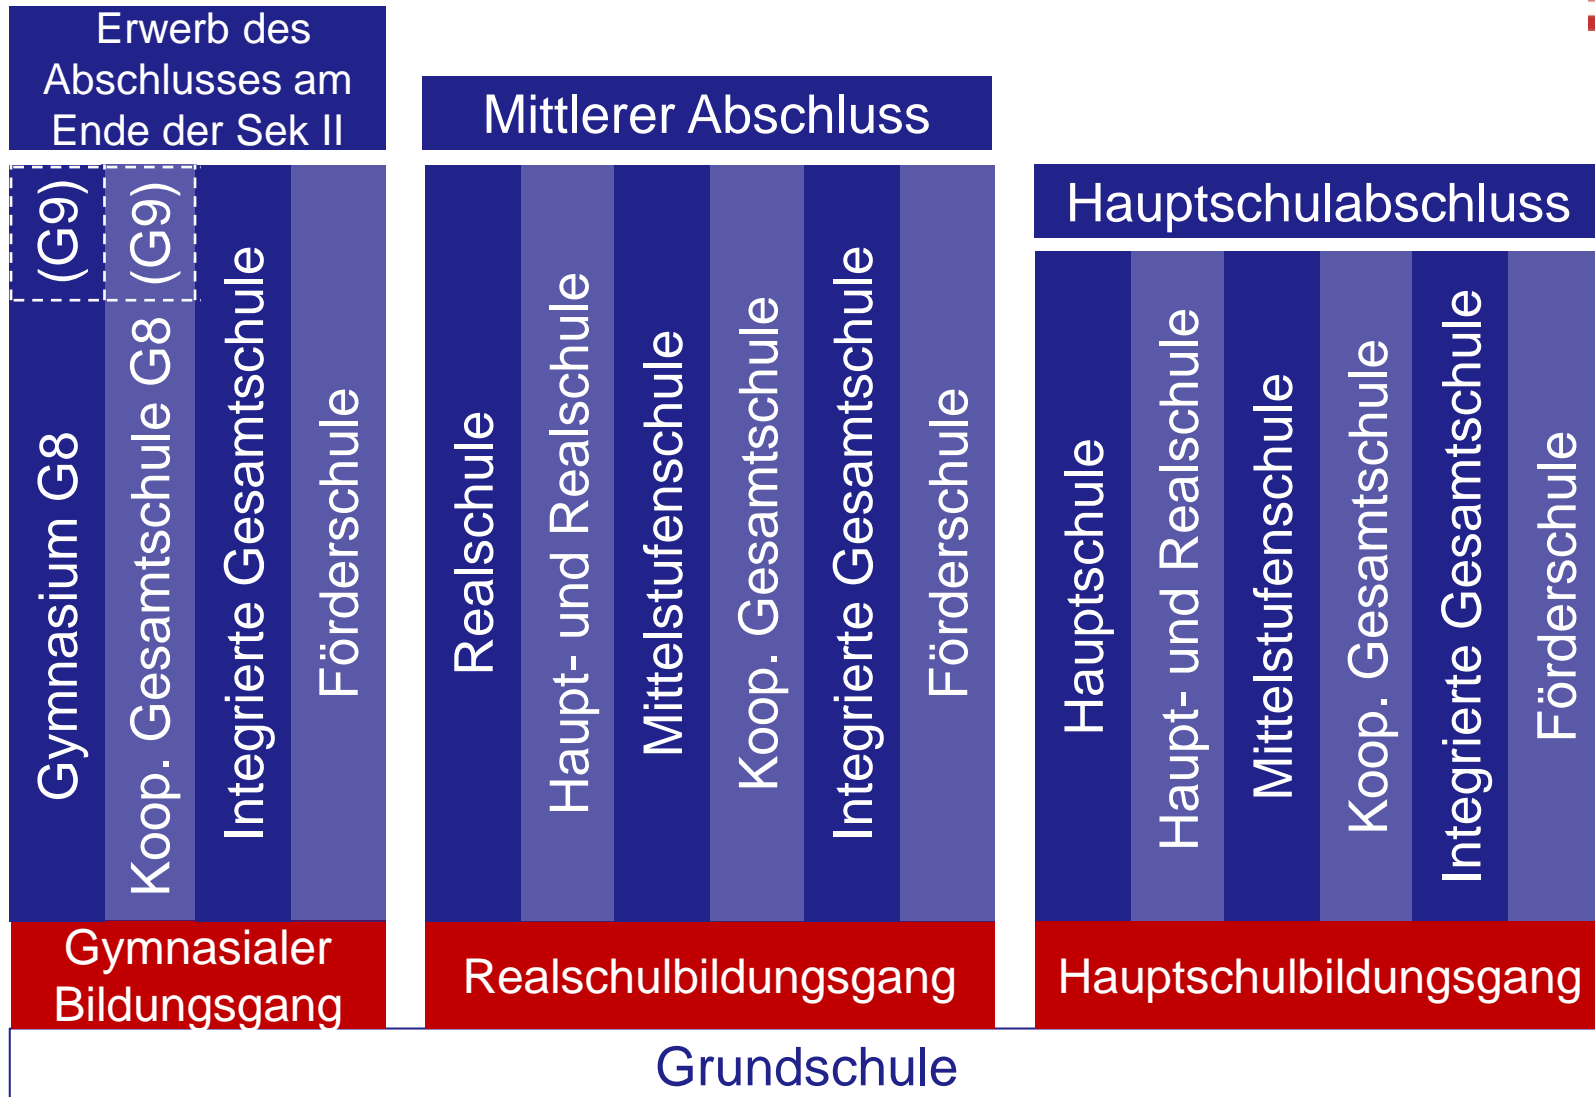 Erwerb des
Abschlusses am
Ende der Sek II
Mittlerer Abschluss
Hauptschulabschluss
(G9)
Gymnasium G8
(G9)
Koop. Gesamtschule G8
Integrierte Gesamtschule
Förderschule
Realschule
Haupt- und Realschule
Mittelstufenschule
Koop. Gesamtschule
Integrierte Gesamtschule
Förderschule
Hauptschule
Haupt- und Realschule
Mittelstufenschule
Koop. Gesamtschule
Integrierte Gesamtschule
Förderschule
Gymnasialer
Bildungsgang
Realschulbildungsgang
Hauptschulbildungsgang
Grundschule